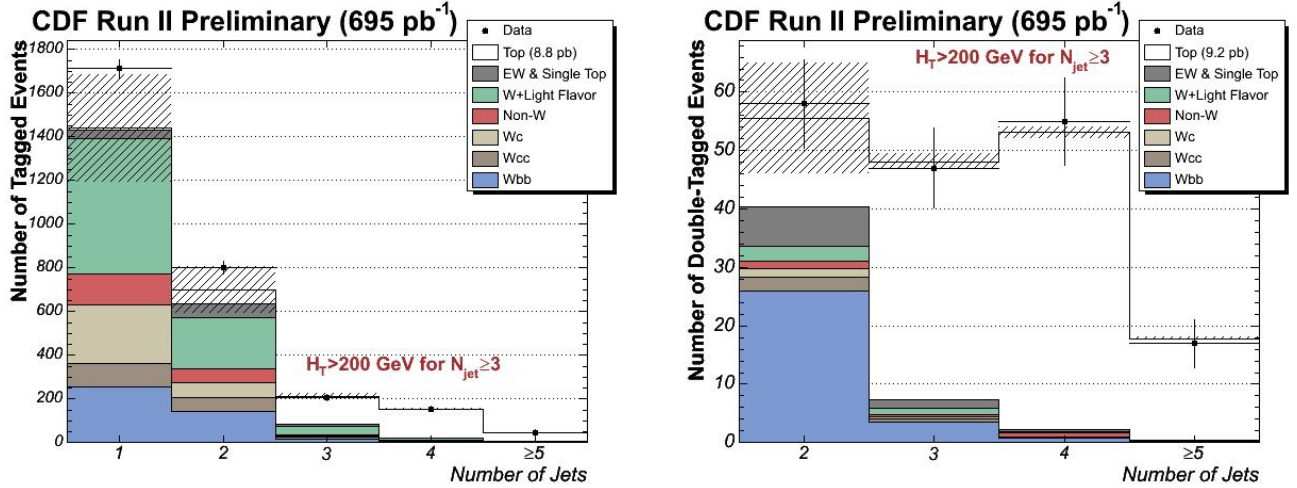 CDF Run II Preliminary (695 pb-1)
Number of Tagged Events
1800
1600
1400
1200
1000
800
600
400
200
0
Data
Top (8.8 pb)
EW & Single Top
W+Light Flavor
Non-W
Wc
Wcc
Wbb
HT>200 GeV for Njet≥3
1 2 3 4 ≥5
Number of Jets
CDF Run II Preliminary (695 pb-1)
Number of Double-Tagged Events
60
50
40
30
20
10
0
HT>200 GeV for Njet≥3
Data
Top (9.2 pb)
EW & Single Top
W+Light Flavor
Non-W
Wc
Wcc
Wbb
2 3 4 ≥5
Number of Jets